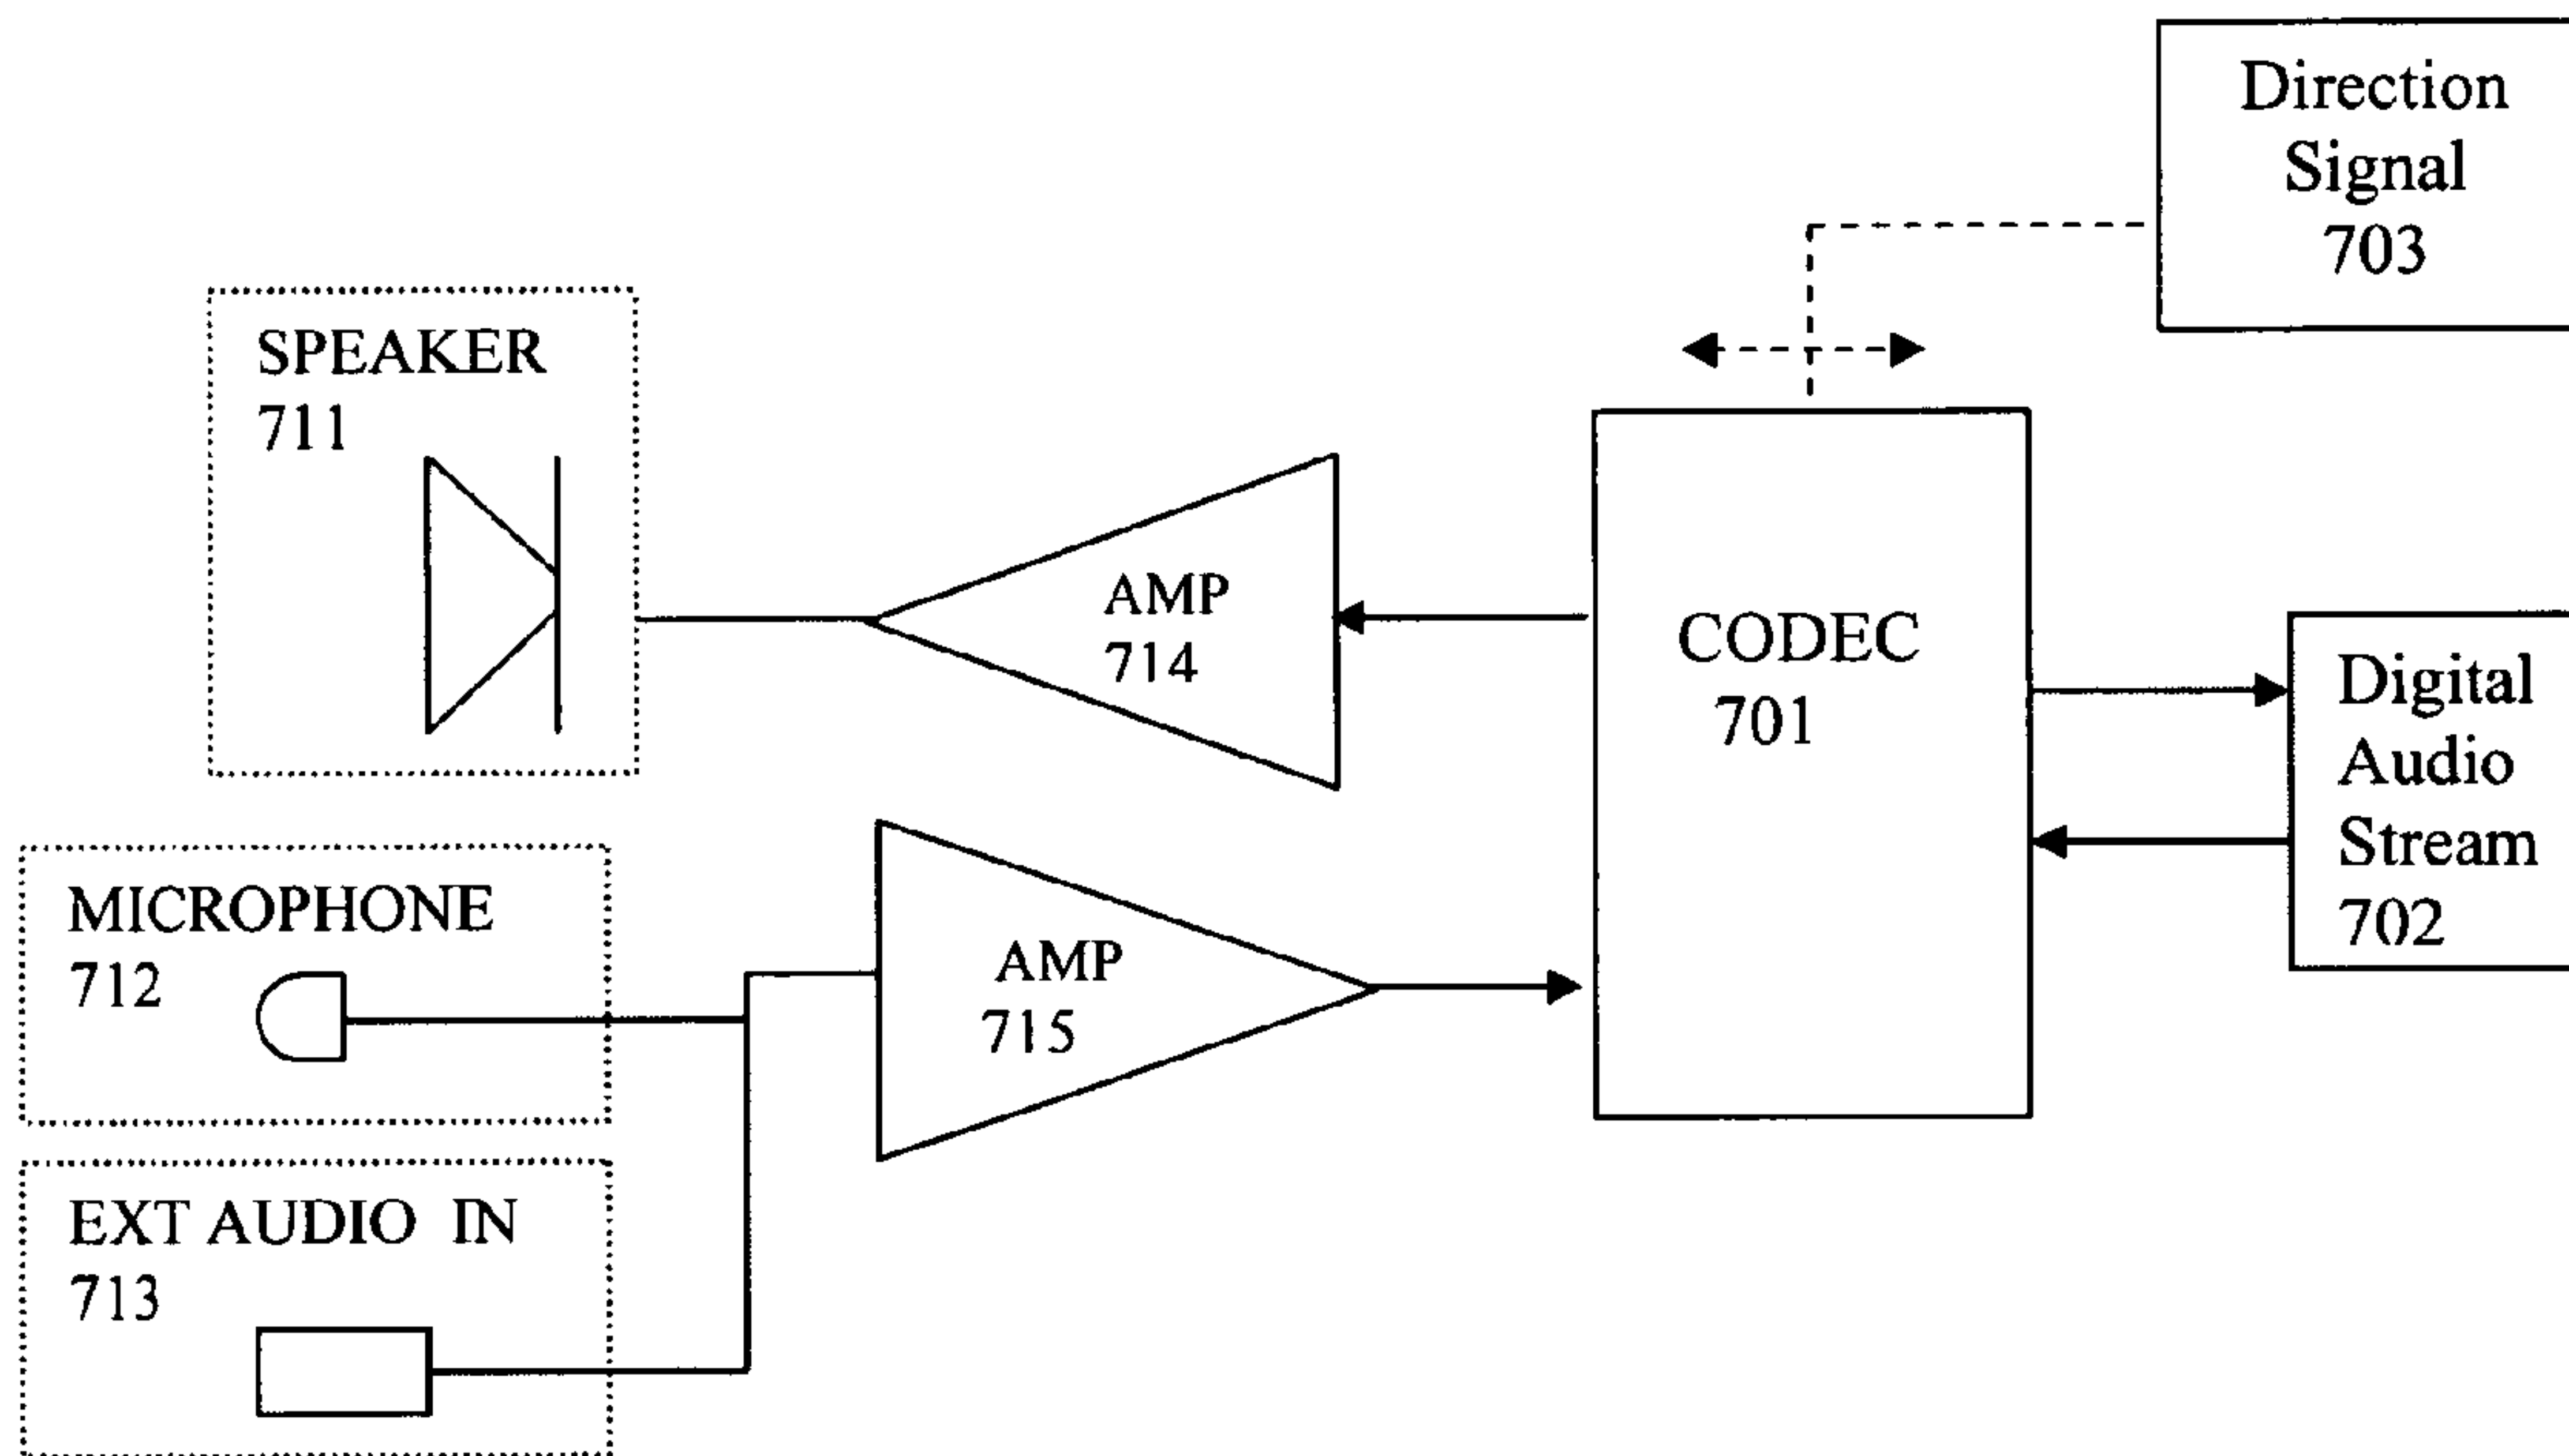 Direction
Signal
703
SPEAKER
711
AMP
714
CODEC
701
Digital
Audio
Stream
702
MICROPHONE
712
AMP
715
EXT AUDIO IN
713